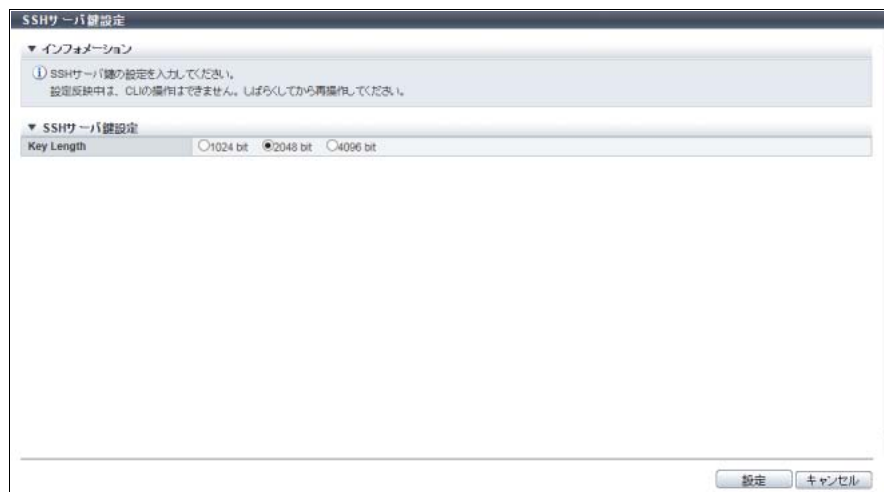 SSHサーバ鍵設定
▼ インフォメーション
SSHサーバ鍵の設定を入力してください。
設定反映中は、CLIの操作はできません。しばらくしてから再操作してください。
▼ SSHサーバ鍵設定
Key Length 1024 bit 2048 bit 4096 bit
設定 キャンセル